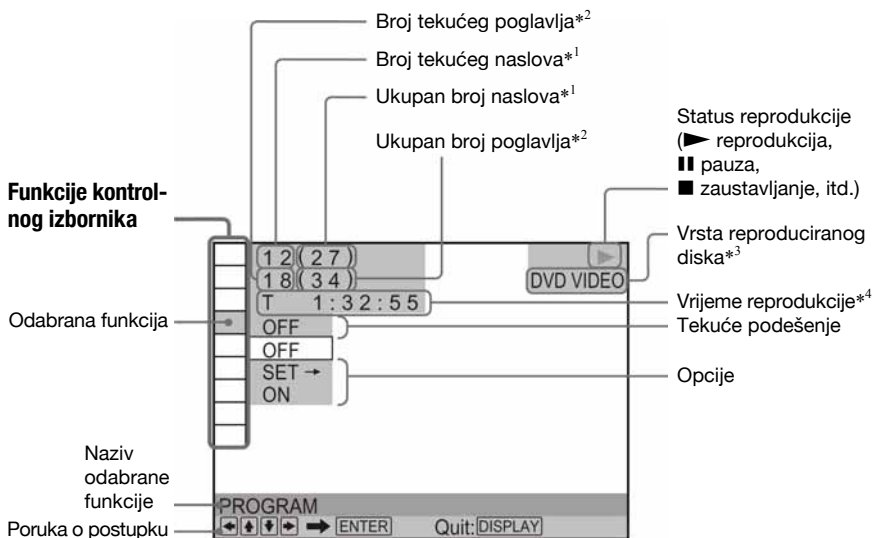 Broj tekućeg poglavlja*2
Broj tekućeg naslova*1
Ukupan broj naslova*1
Ukupan broj poglavlja*2
Status reprodukcije
(► reprodukcija,
❚❚ pauza,
■ zaustavljanje, itd.)
Vrsta reproduciranog
diska*3
Vrijeme reprodukcije*4
Tekuće podešenje
Opcije
Funkcije kontrol-
nog izbornika
Odabrana funkcija
Naziv
odabrane
funkcije
Poruka o postupku
12(27)
18(34)
T 1:32:55
OFF
OFF
SET →
ON
►
DVD VIDEO
PROGRAM
← ↑ ↓ → ➡ ENTER Quit: DISPLAY